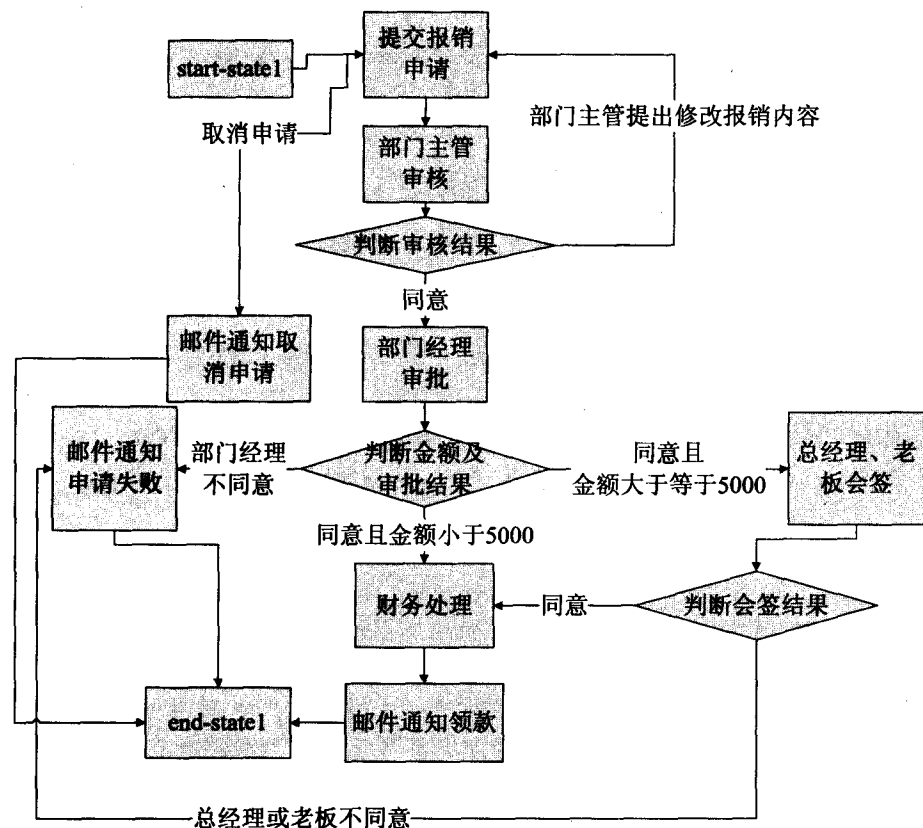 提交报销
申请
start-state1
部门主管提出修改报销内容
取消申请
部门主管
审核
判断审核结果
同意
邮件通知取
消申请
部门经理
审批
邮件通知
申请失败
部门经理
不同意
判断金额及
审批结果
同意且
金额大于等于5000
总经理、老
板会签
同意且金额小于5000
财务处理
同意
判断会签结果
end-state1
邮件通知领款
总经理或老板不同意